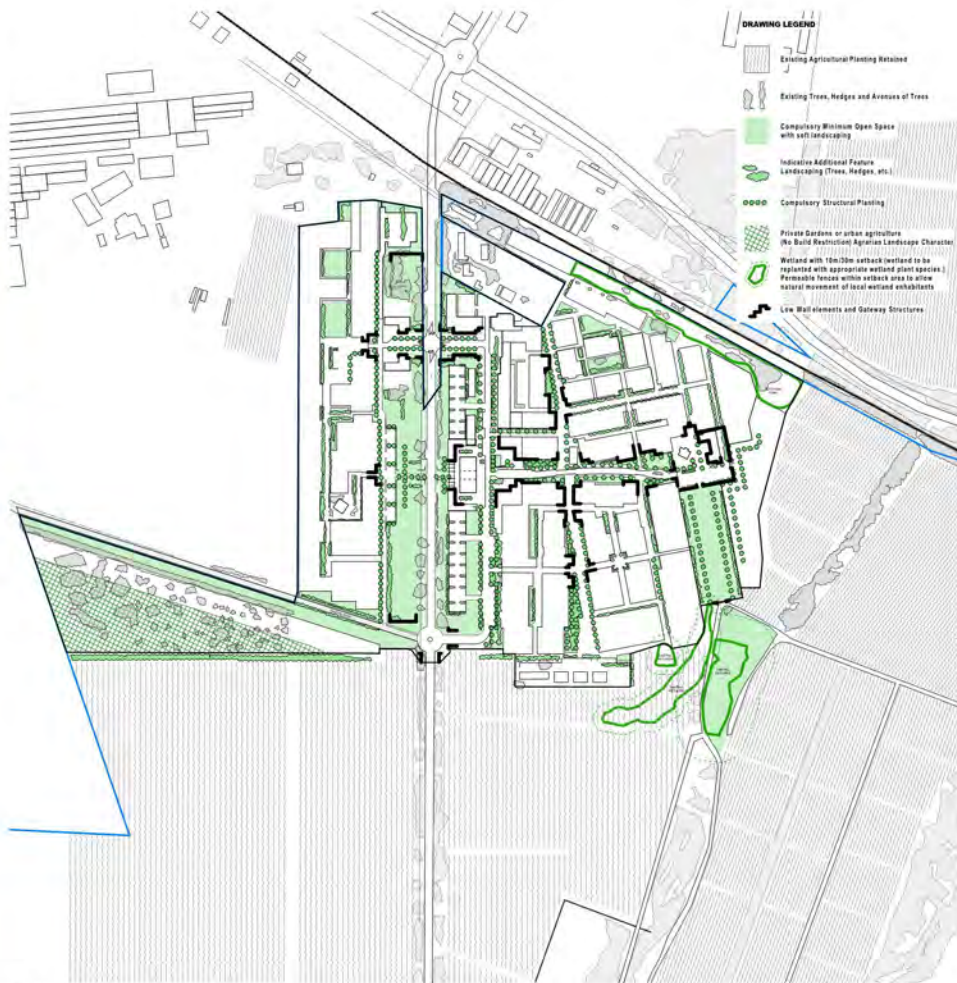 DRAWING LEGEND
Existing Agricultural Planting Retained
Existing Trees, Hedges and Avenues of Trees
Compulsory Minimum Open Space
with soft landscaping
Indicative Additional Feature
Landscaping (Trees, Hedges, etc.)
Compulsory Structural Planting
Private Gardens or urban agriculture
(No Build Restriction) Agrarian Landscape Character
Wetland with 10m/30m setback (wetland to be
replanted with appropriate wetland plant species.)
Permeable fences within setback area to allow
natural movement of local wetland enhabitants
Low Wall elements and Gateway Structures